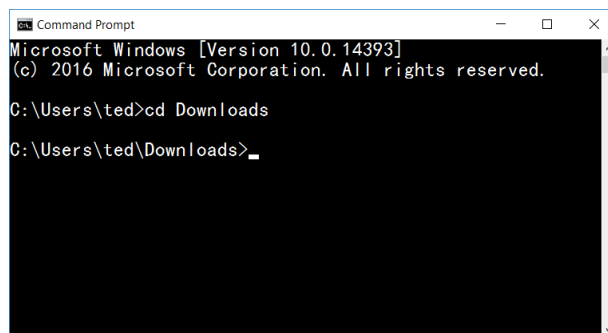 Command Prompt
Microsoft Windows [Version 10.0.14393]
(c) 2016 Microsoft Corporation. All rights reserved.
C:\Users\ted>cd Downloads
C:\Users\ted\Downloads>_